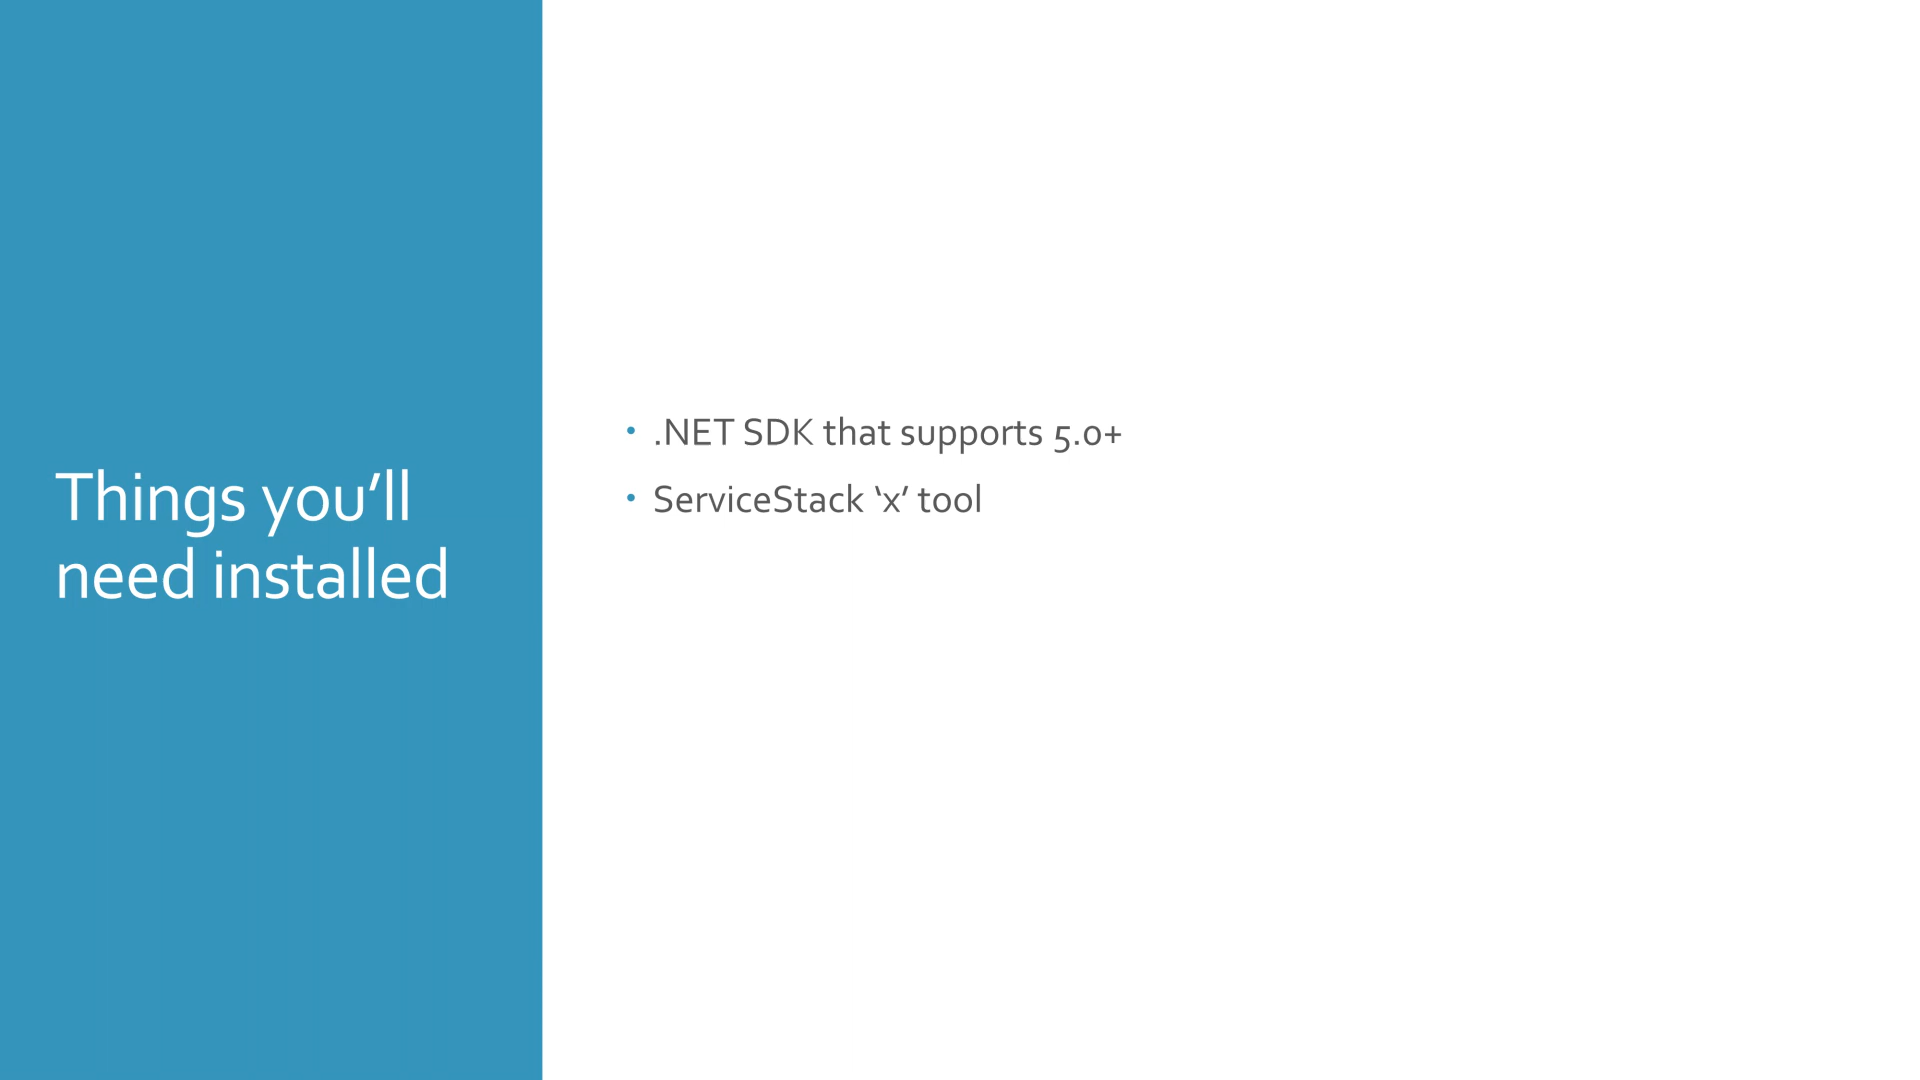 Things you’ll
need installed
• .NET SDK that supports 5.0+
• ServiceStack ‘x’ tool